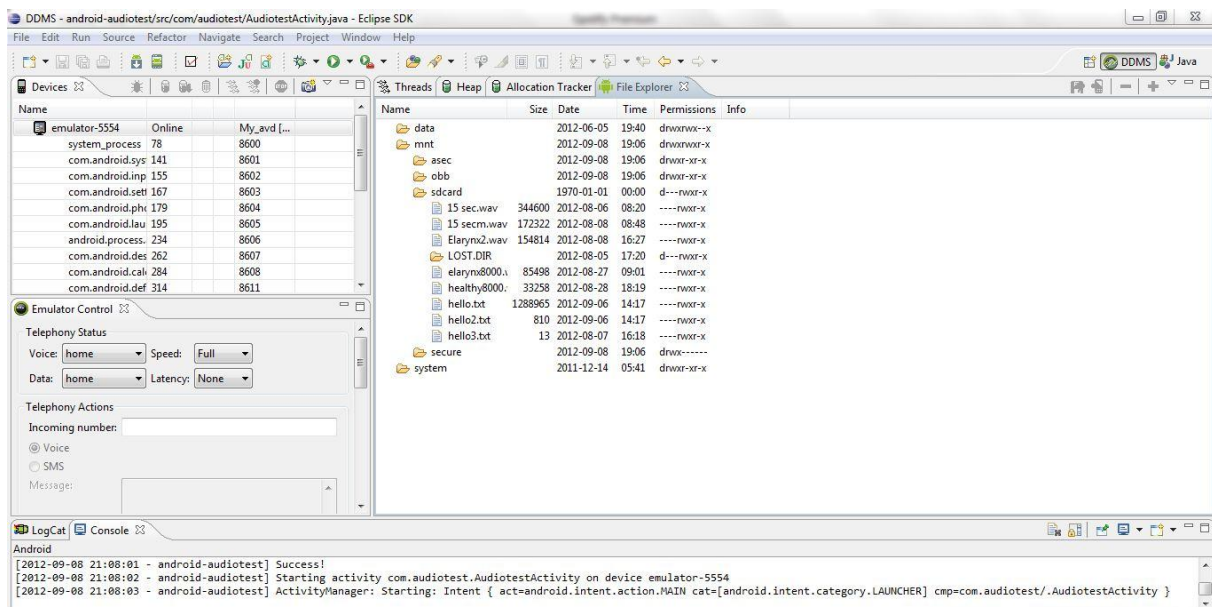 DDMS - android-audiotest/src/com/audiotest/AudiotestActivity.java - Eclipse SDK
File Edit Run Source Refactor Navigate Search Project Window Help
DDMS Java
Devices
Name
emulator-5554 Online My_avd [...
system_process 78 8600
com.android.sys 141 8601
com.android.inp 155 8602
com.android.sett 167 8603
com.android.pho 179 8604
com.android.lau 195 8605
android.process. 234 8606
com.android.des 262 8607
com.android.cale 284 8608
com.android.def 314 8611
Threads Heap Allocation Tracker File Explorer
Name Size Date Time Permissions Info
data 2012-06-05 19:40 drwxrwx--x
mnt 2012-09-08 19:06 drwxrwxr-x
asec 2012-09-08 19:06 drwxr-xr-x
obb 2012-09-08 19:06 drwxr-xr-x
sdcard 1970-01-01 00:00 d---rwxr-x
15 sec.wav 344600 2012-08-06 08:20 ----rwxr-x
15 secm.wav 172322 2012-08-08 08:48 ----rwxr-x
Elarynx2.wav 154814 2012-08-08 16:27 ----rwxr-x
LOST.DIR 2012-08-05 17:20 d---rwxr-x
elarynx8000. 85498 2012-08-27 09:01 ----rwxr-x
healthy8000. 33258 2012-08-28 18:19 ----rwxr-x
hello.txt 1288965 2012-09-06 14:17 ----rwxr-x
hello2.txt 810 2012-09-06 14:17 ----rwxr-x
hello3.txt 13 2012-08-07 16:18 ----rwxr-x
secure 2012-09-08 19:06 drwx------
system 2011-12-14 05:41 drwxr-xr-x
Emulator Control
Telephony Status
Voice: home Speed: Full
Data: home Latency: None
Telephony Actions
Incoming number:
Voice
SMS
Message:
LogCat Console
Android
[2012-09-08 21:08:01 - android-audiotest] Success!
[2012-09-08 21:08:02 - android-audiotest] Starting activity com.audiotest.AudiotestActivity on device emulator-5554
[2012-09-08 21:08:03 - android-audiotest] ActivityManager: Starting: Intent { act=android.intent.action.MAIN cat=[android.intent.category.LAUNCHER] cmp=com.audiotest/.AudiotestActivity }